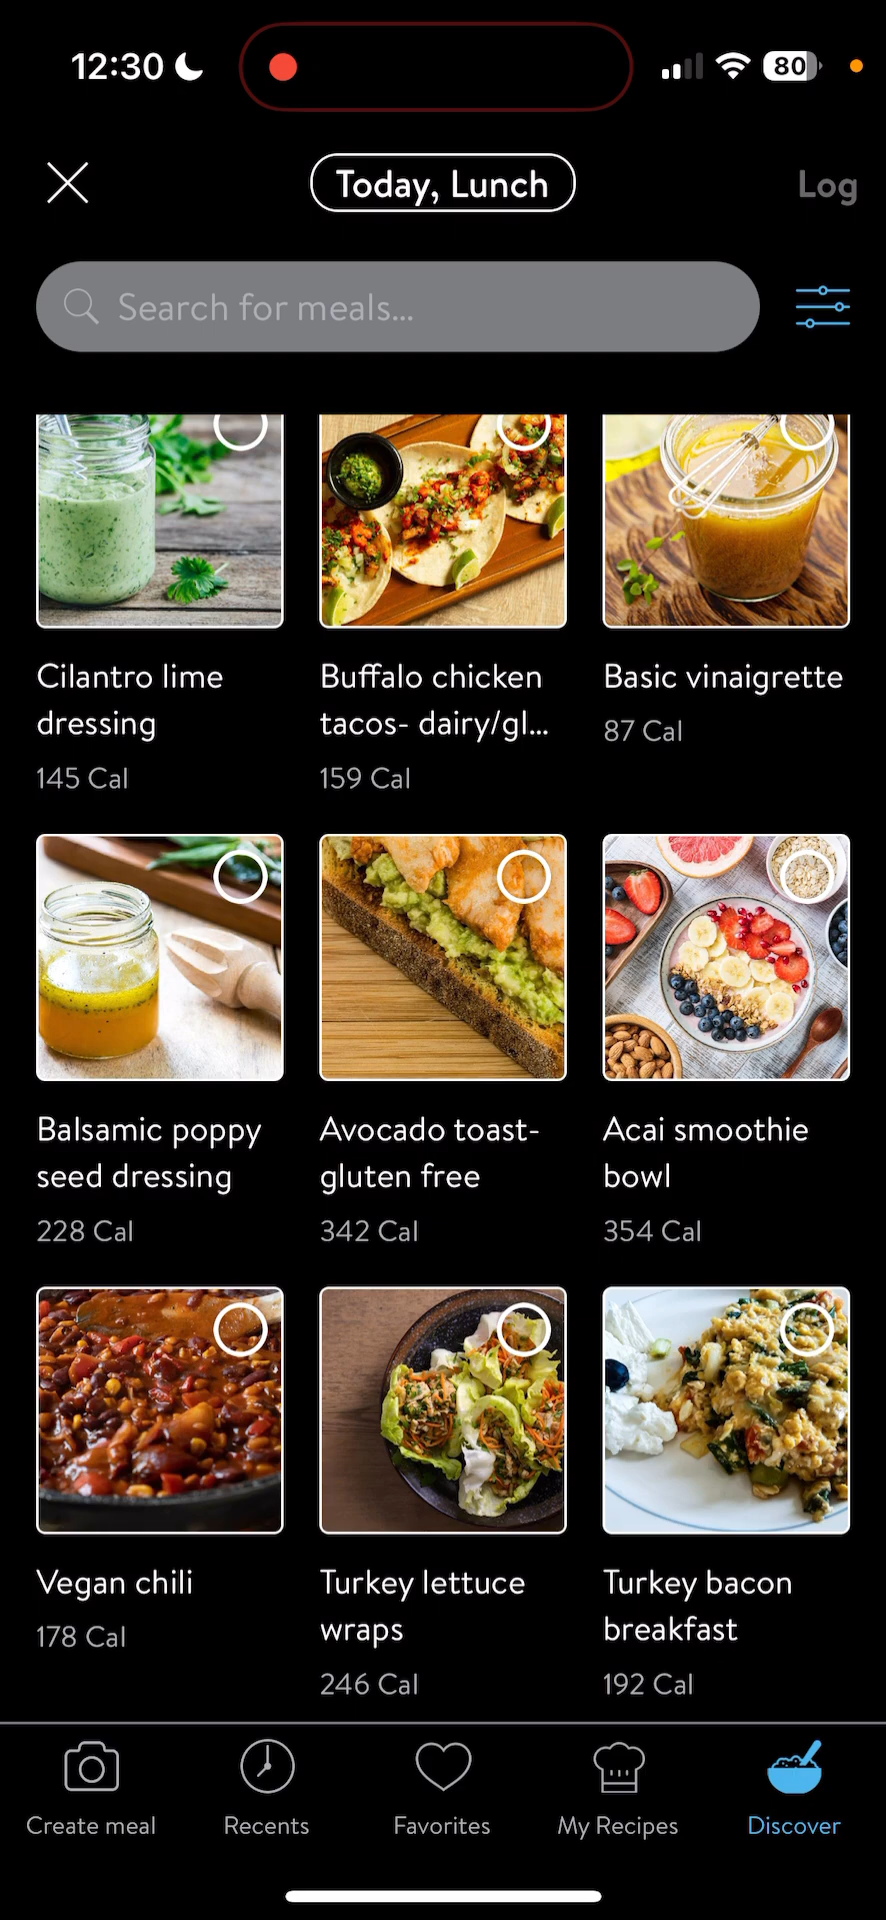 12:30
80
Today, Lunch
Log
Search for meals...
Cilantro lime
dressing
145 Cal
Buffalo chicken
tacos- dairy/gl...
159 Cal
Basic vinaigrette
87 Cal
Balsamic poppy
seed dressing
228 Cal
Avocado toast-
gluten free
342 Cal
Acai smoothie
bowl
354 Cal
Vegan chili
178 Cal
Turkey lettuce
wraps
246 Cal
Turkey bacon
breakfast
192 Cal
Create meal
Recents
Favorites
My Recipes
Discover